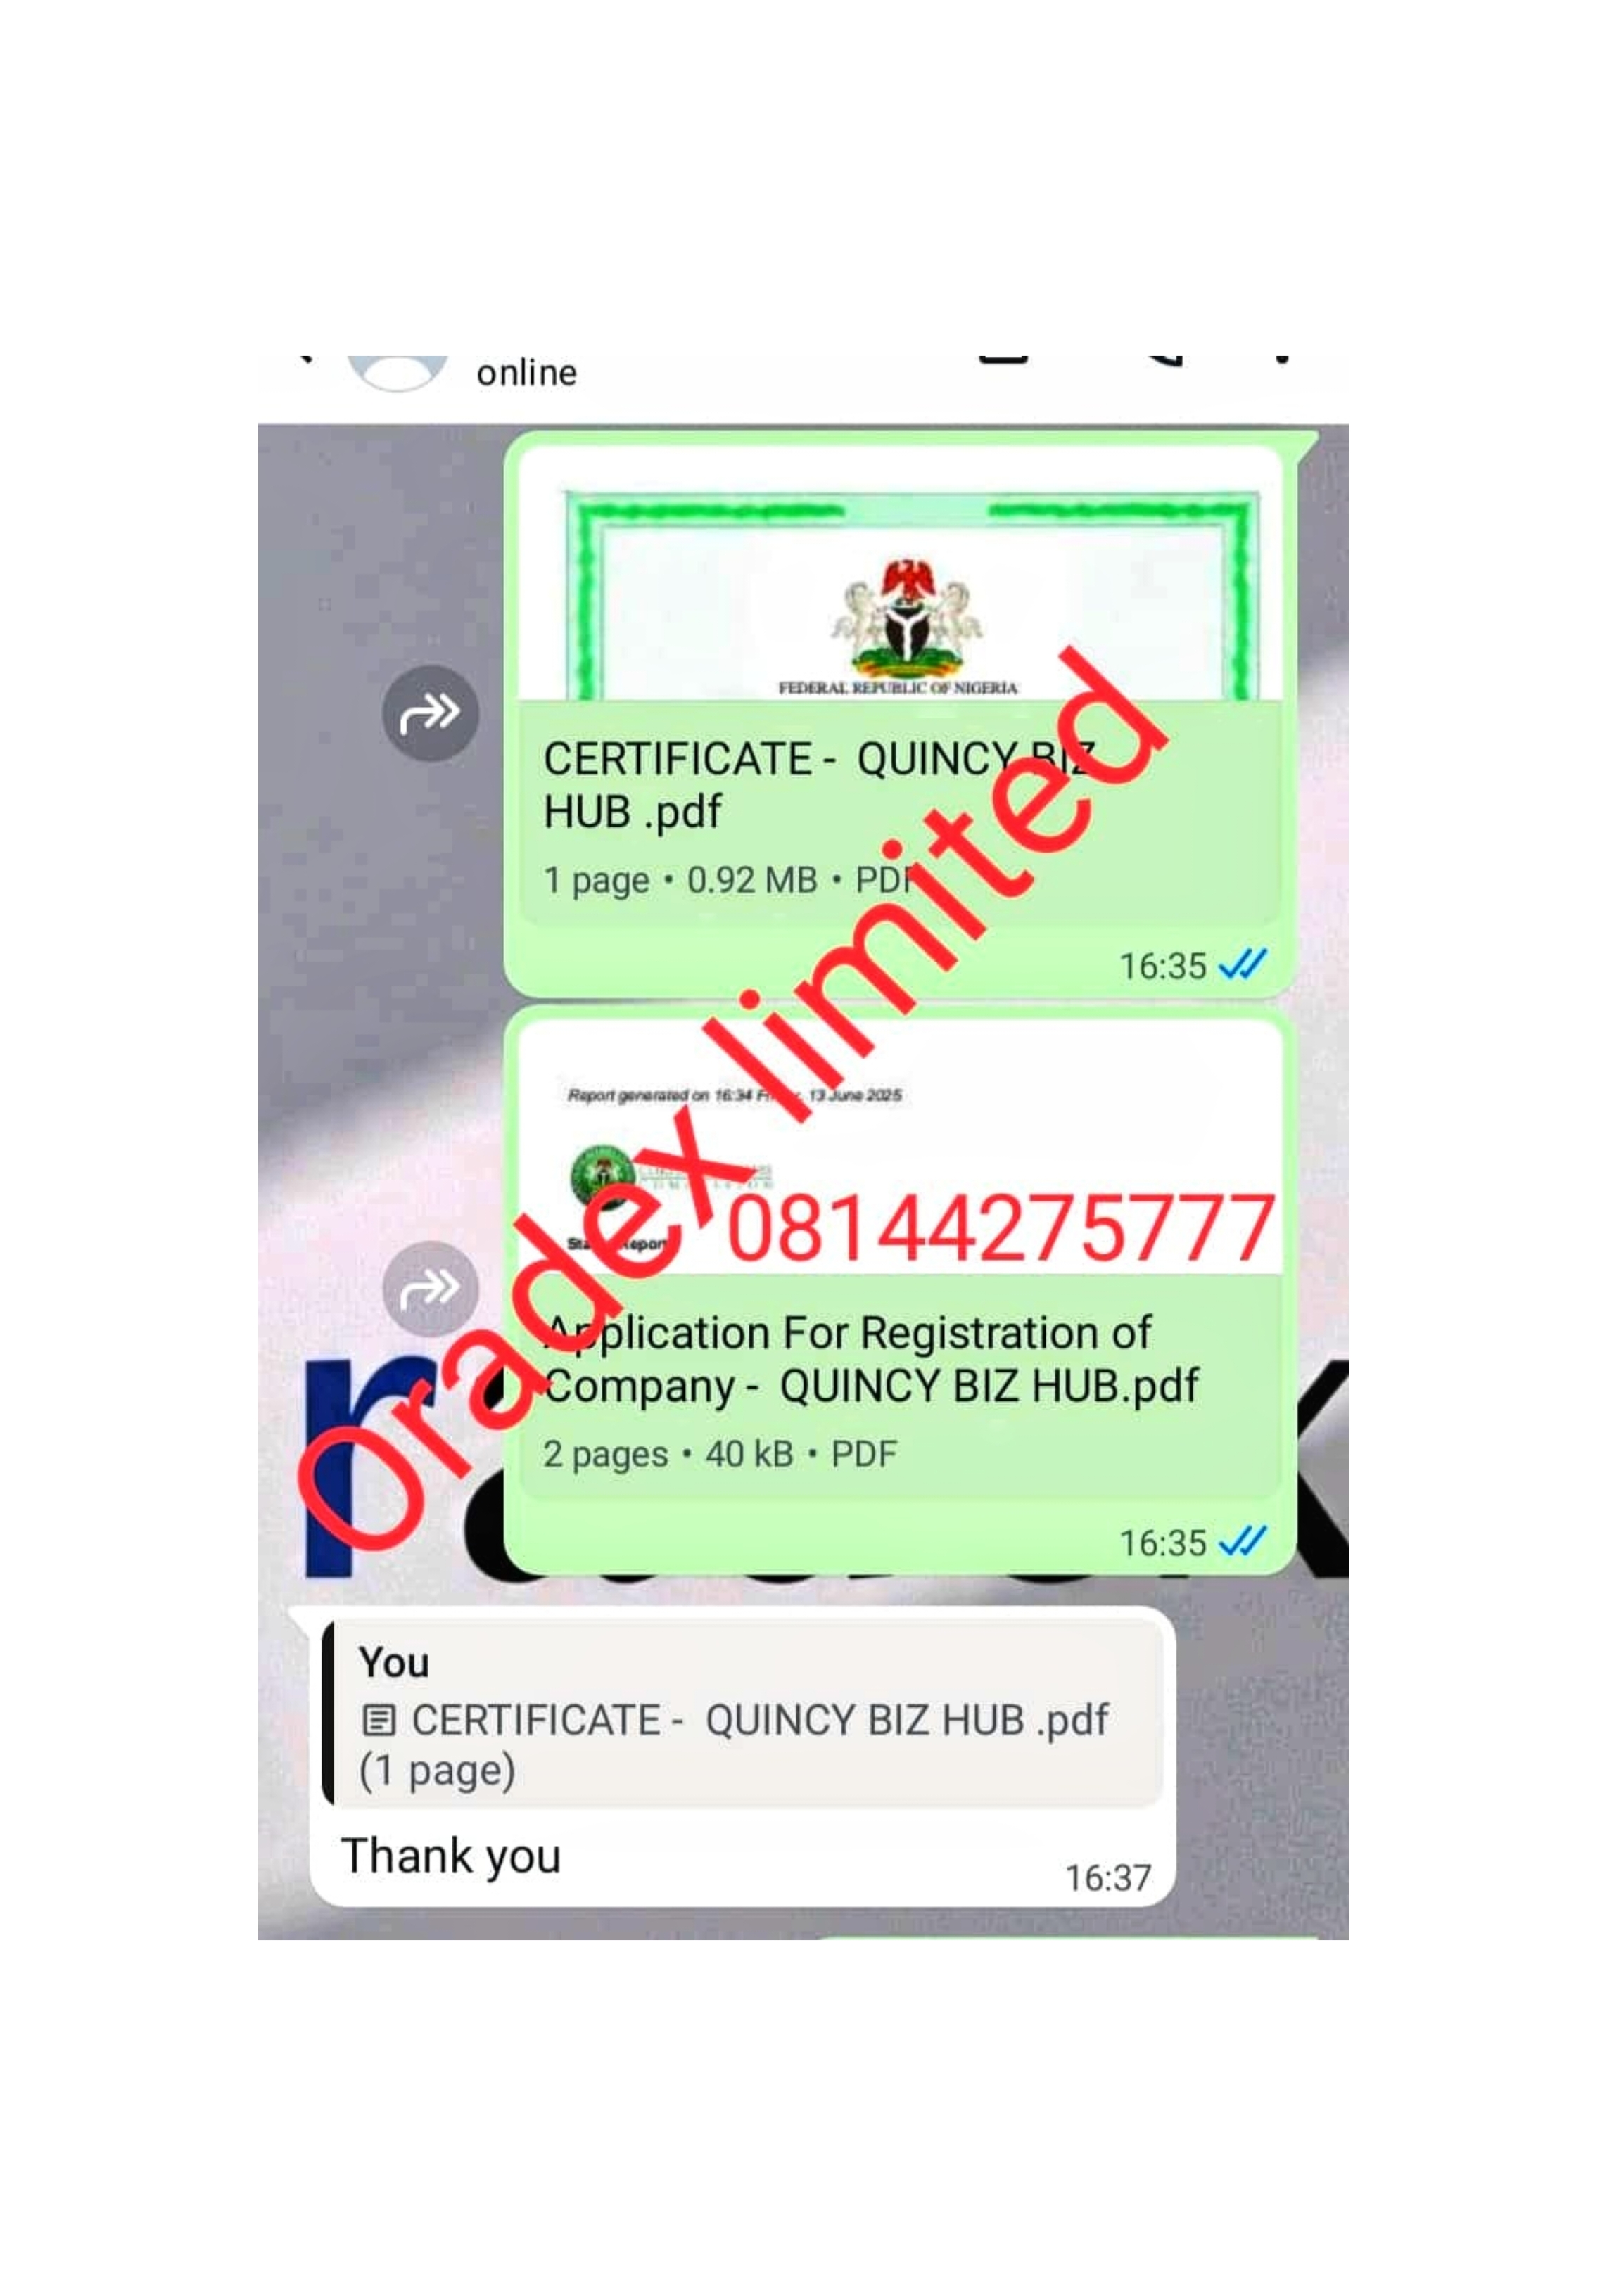 online
FEDERAL REPUBLIC OF NIGERIA
CERTIFICATE - QUINCY BIZ
HUB .pdf
1 page • 0.92 MB • PDF
16:35
Report generated on 16:34 Fr 13 June 2025
Status Report
Application For Registration of
Company - QUINCY BIZ HUB.pdf
2 pages • 40 kB • PDF
16:35
You
CERTIFICATE - QUINCY BIZ HUB .pdf
(1 page)
Thank you
16:37
Oradex limited
08144275777